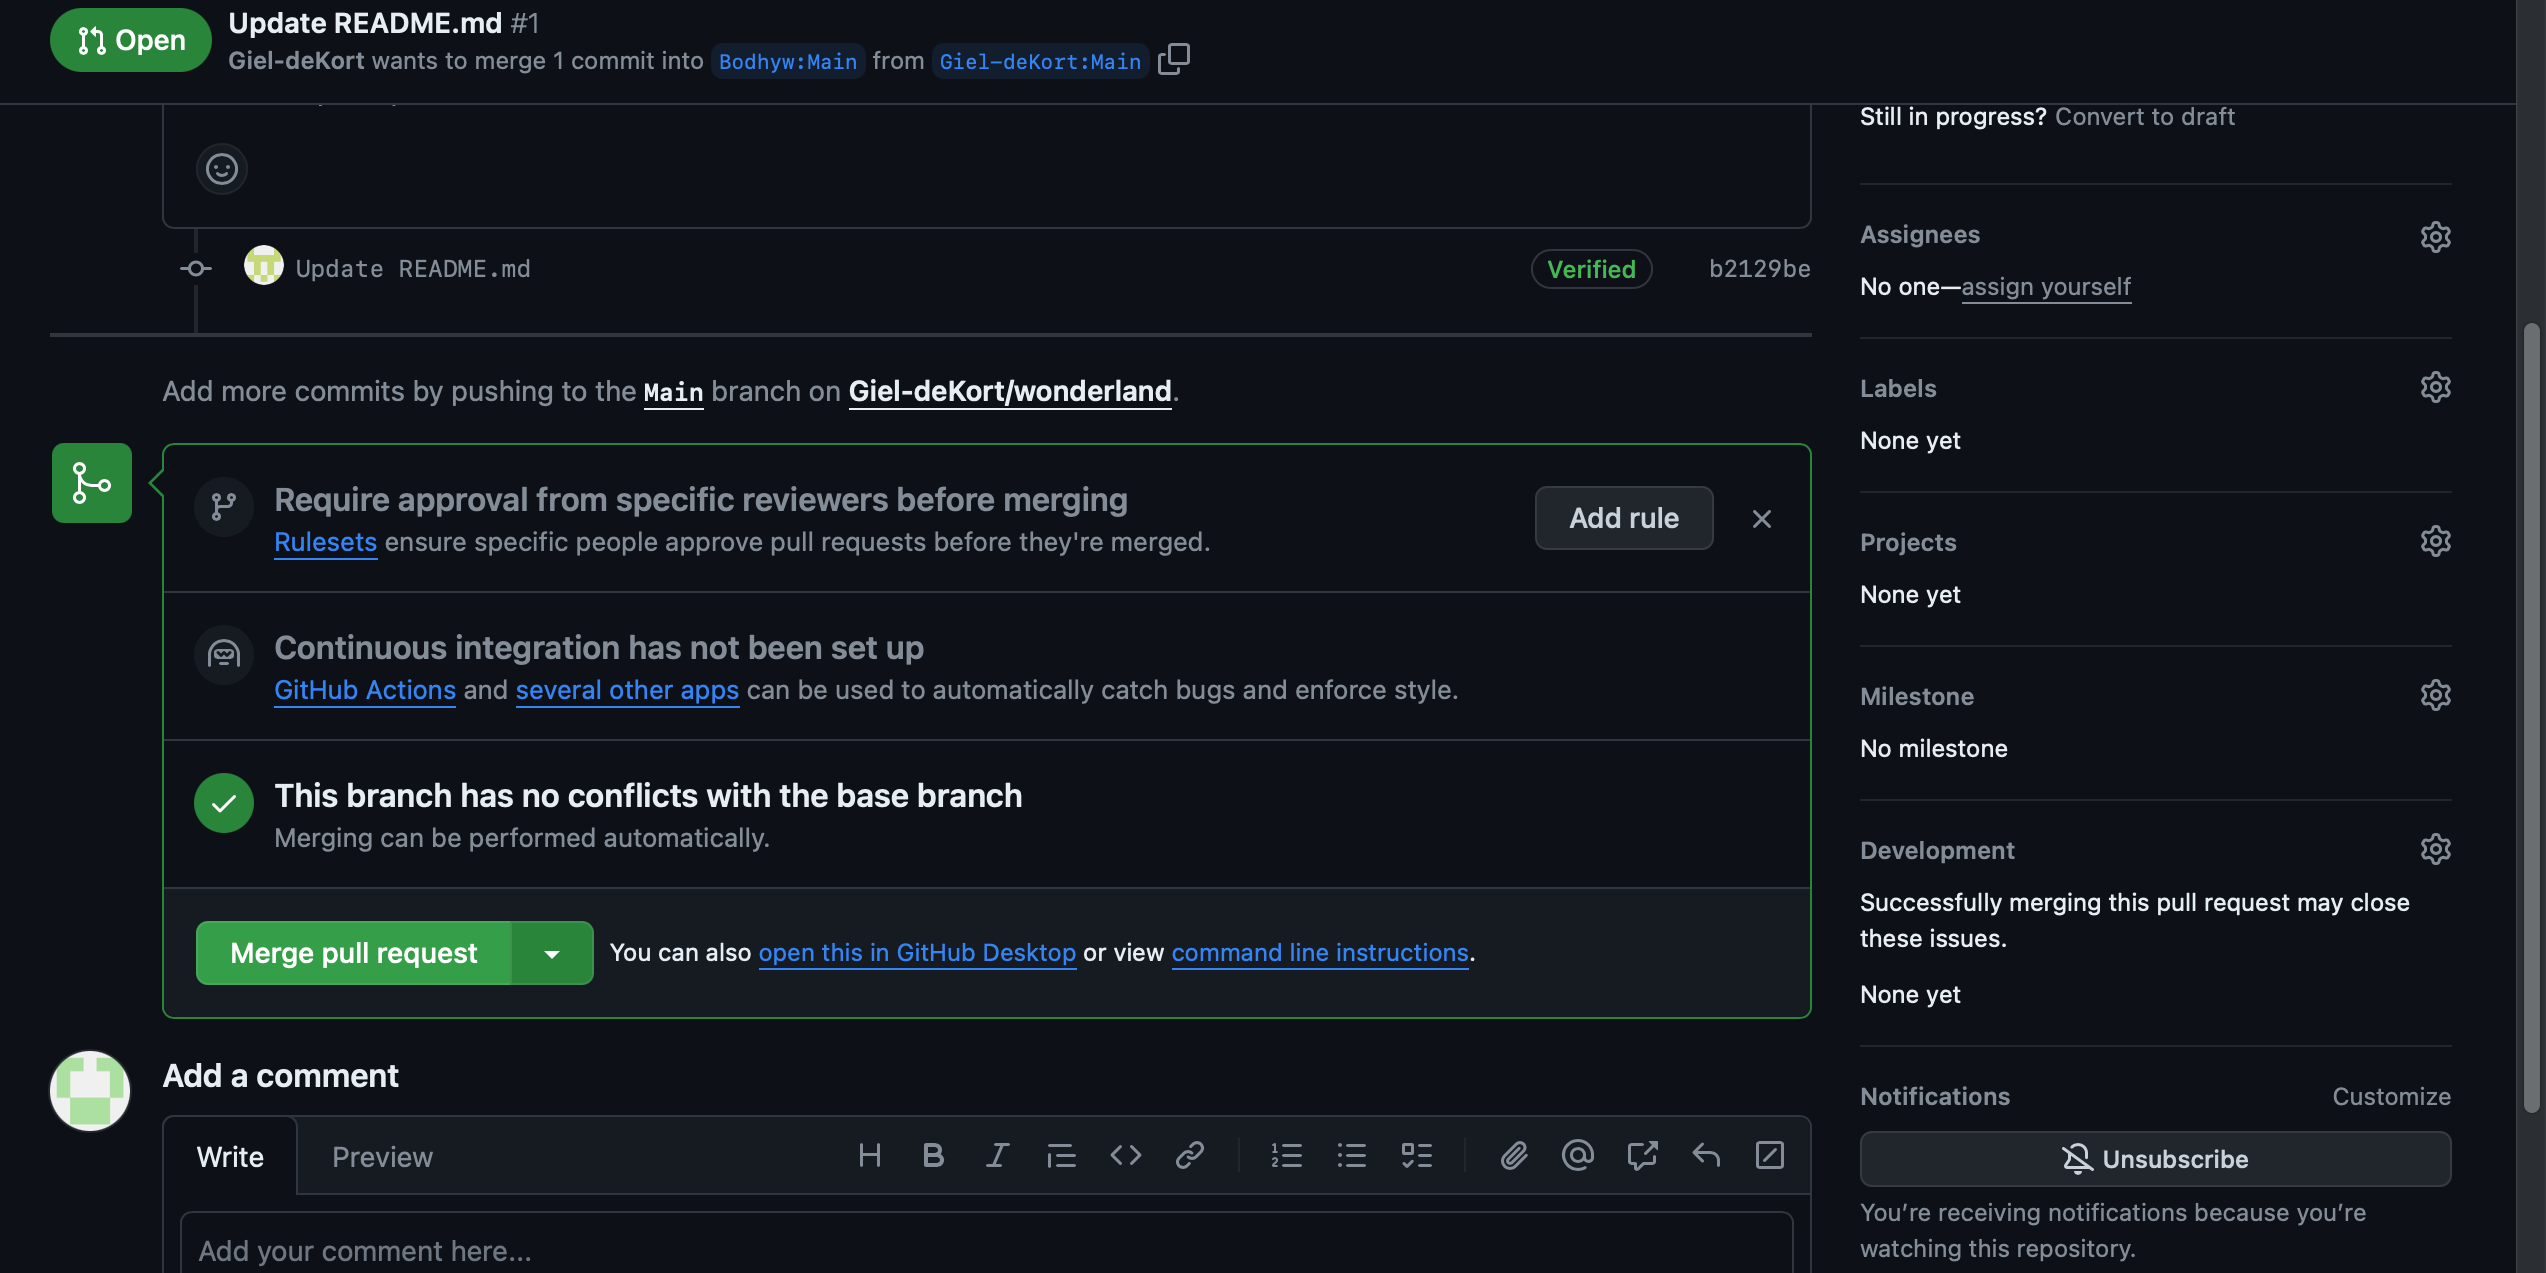 Open
Update README.md #1
Giel-deKort wants to merge 1 commit into Bodhyw:Main from Giel-deKort:Main
Update README.md
Verified
b2129be
Add more commits by pushing to the Main branch on Giel-deKort/wonderland.
Require approval from specific reviewers before merging
Rulesets ensure specific people approve pull requests before they're merged.
Add rule
Continuous integration has not been set up
GitHub Actions and several other apps can be used to automatically catch bugs and enforce style.
This branch has no conflicts with the base branch
Merging can be performed automatically.
Merge pull request
You can also open this in GitHub Desktop or view command line instructions.
Add a comment
Write
Preview
Add your comment here...
Still in progress? Convert to draft
Assignees
No one—assign yourself
Labels
None yet
Projects
None yet
Milestone
No milestone
Development
Successfully merging this pull request may close
these issues.
None yet
Notifications
Customize
Unsubscribe
You’re receiving notifications because you’re
watching this repository.